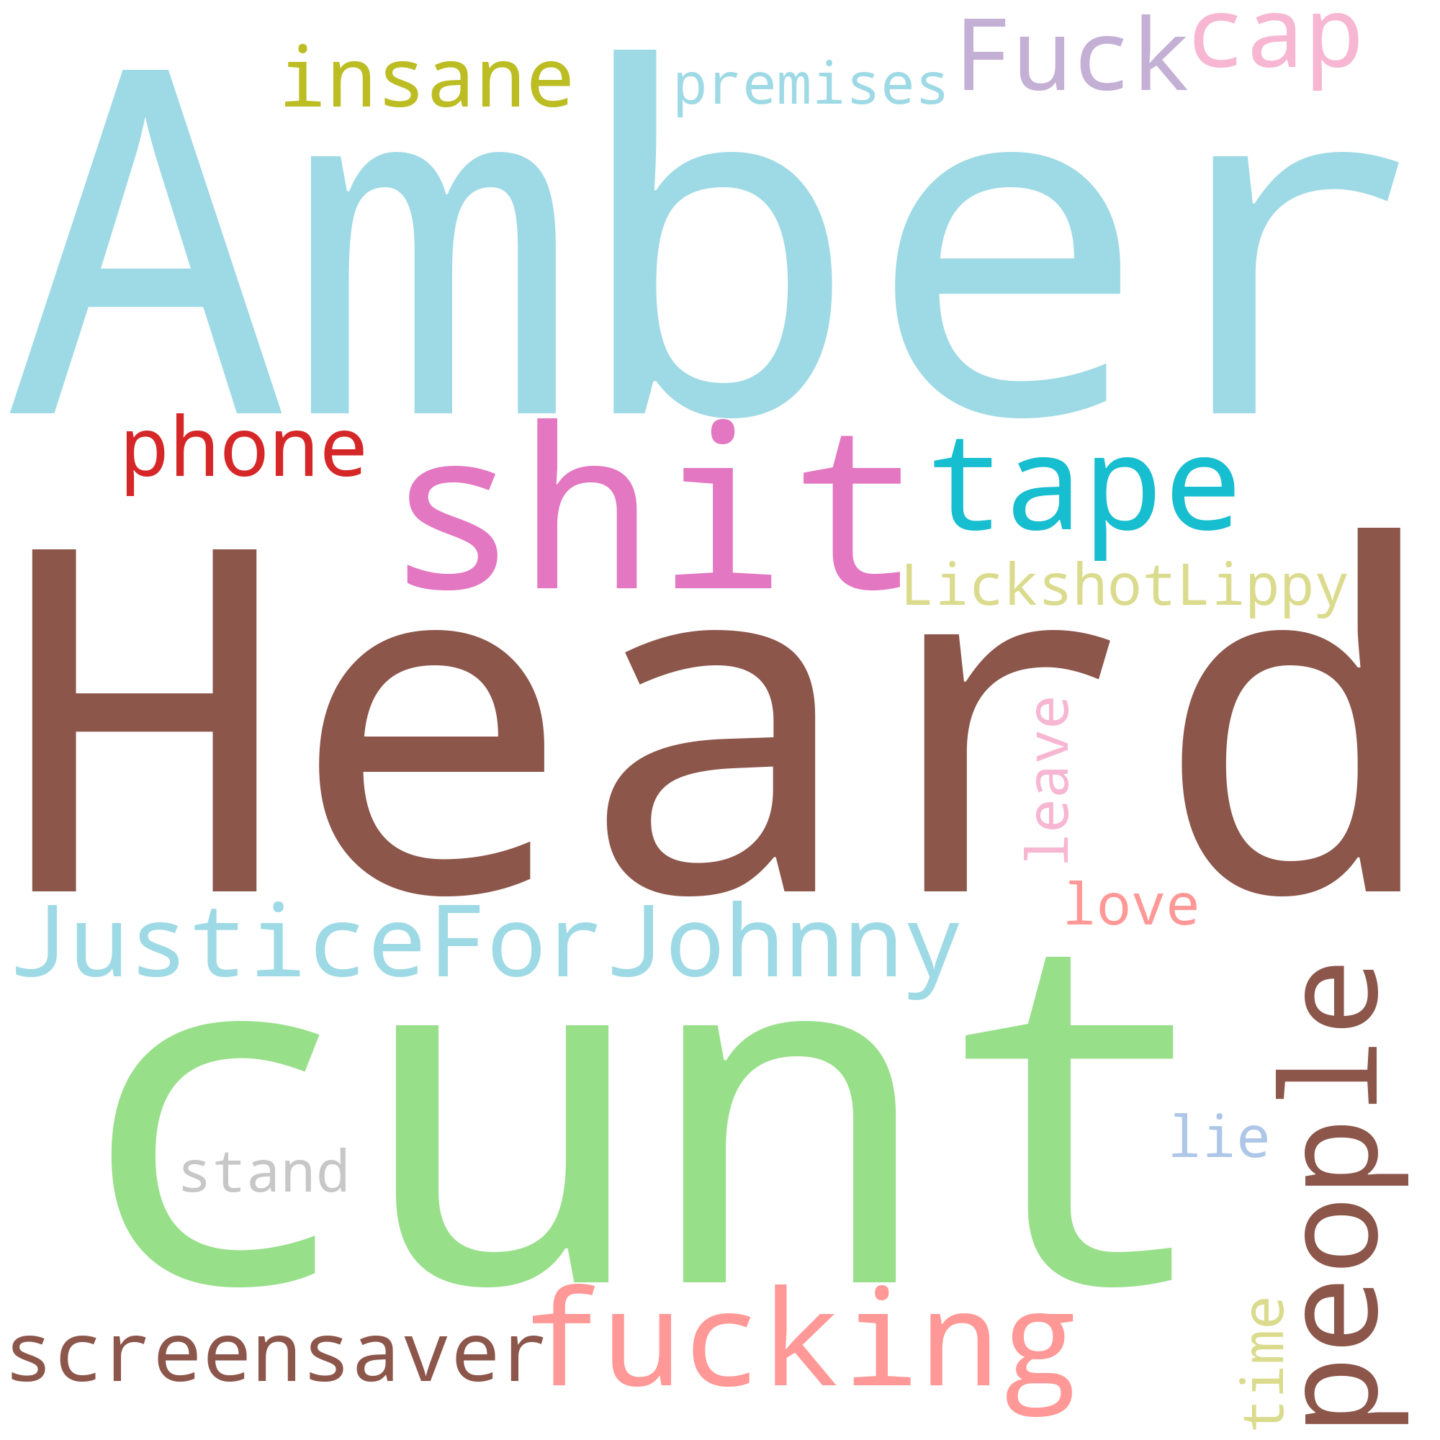 insane
premises
Fuck
cap
Amber
phone
shit
tape
LickshotLippy
Heard
leave
love
JusticeForJohnny
people
cunt
stand
lie
screensaver
fucking
time